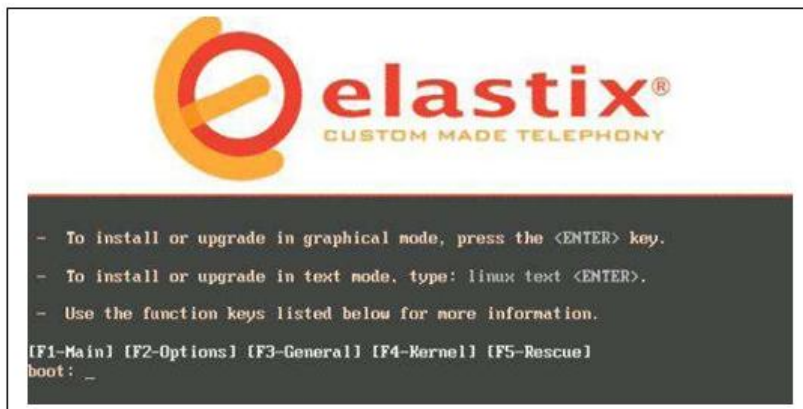 elastix®
CUSTOM MADE TELEPHONY
- To install or upgrade in graphical mode, press the <ENTER> key.
- To install or upgrade in text mode, type: linux text <ENTER>.
- Use the function keys listed below for more information.
[F1-Main] [F2-Options] [F3-General] [F4-Kernel] [F5-Rescue]
boot: _